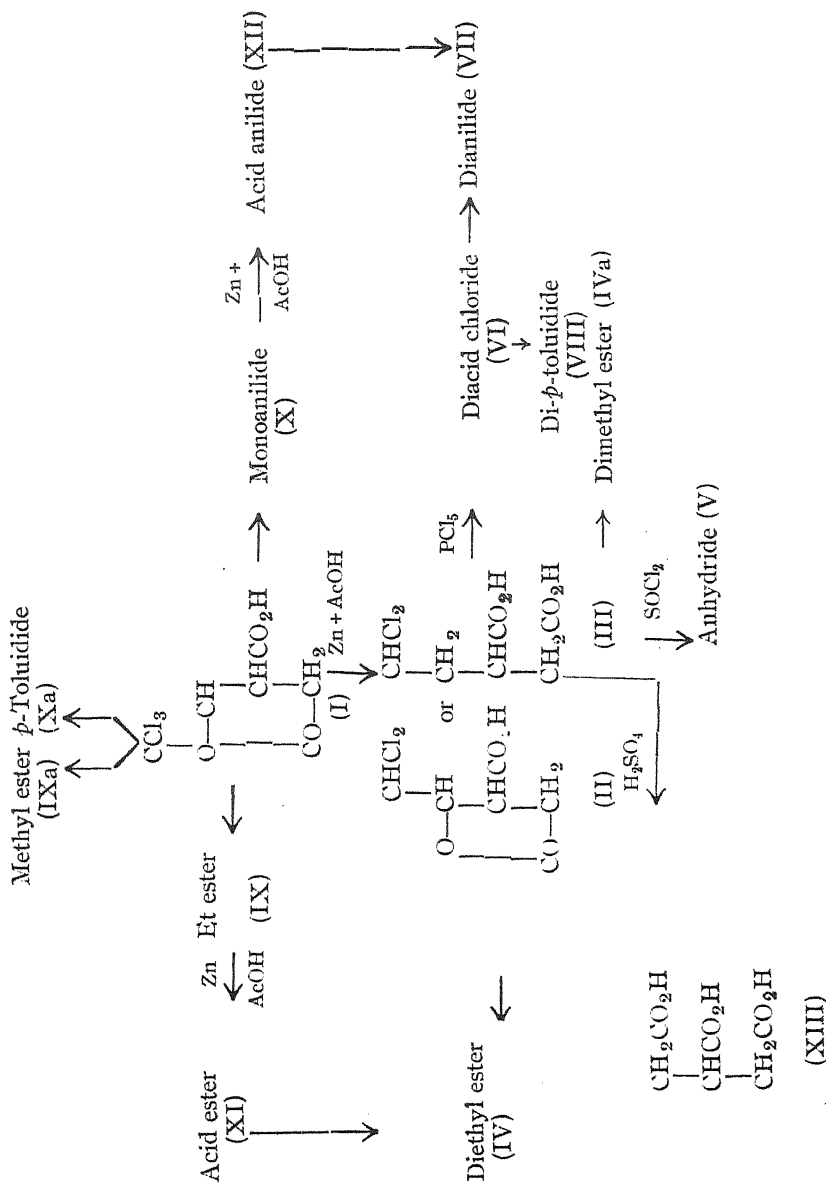 Methyl ester p-Toluidide
(IXa) (Xa)
CCl₃
O—CH
CHCO₂H
CO—CH₂
(I)
Acid ester
(XI)
Zn
AcOH
Et ester
(IX)
Monoanilide
(X)
Zn +
AcOH
Acid anilide (XII)
Zn + AcOH
Diethyl ester
(IV)
CHCl₂
O—CH
CHCO₂H
CO—CH₂
(II)
or
CHCl₂
CH₂
CHCO₂H
CH₂CO₂H
(III)
PCl₅
Diacid chloride
(VI)
Dianilide (VII)
Di-p-toluidide
(VIII)
Dimethyl ester (IVa)
SOCl₂
Anhydride (V)
H₂SO₄
CH₂CO₂H
CHCO₂H
CH₂CO₂H
(XIII)